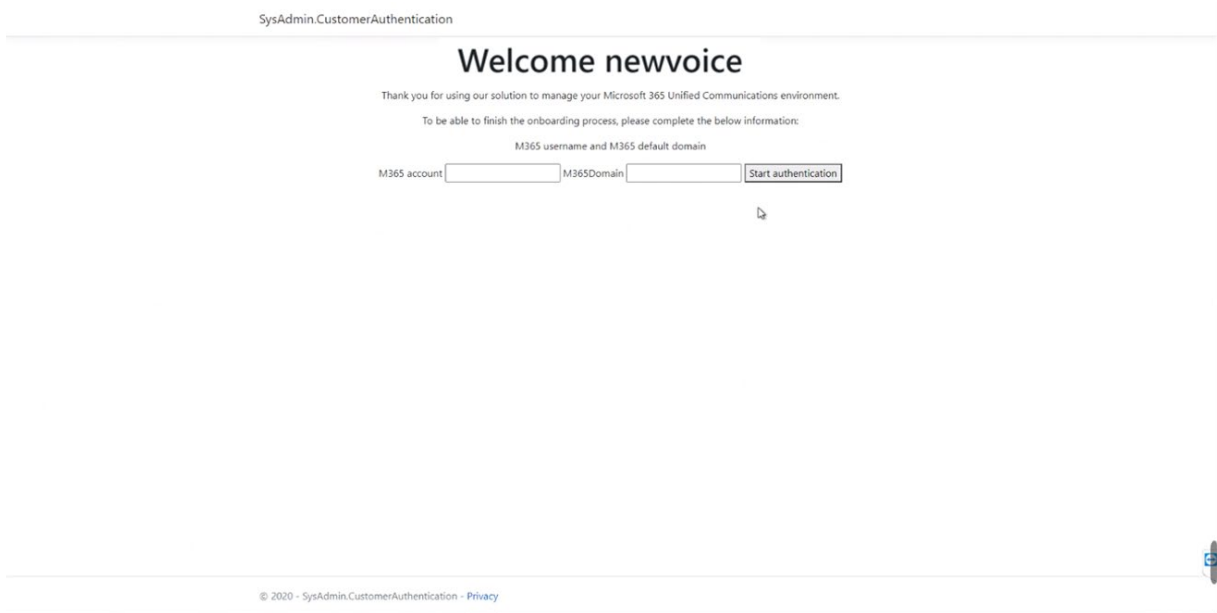 SysAdmin.CustomerAuthentication
Welcome newvoice
Thank you for using our solution to manage your Microsoft 365 Unified Communications environment.
To be able to finish the onboarding process, please complete the below information:
M365 username and M365 default domain
M365 account M365Domain Start authentication
© 2020 - SysAdmin.CustomerAuthentication - Privacy